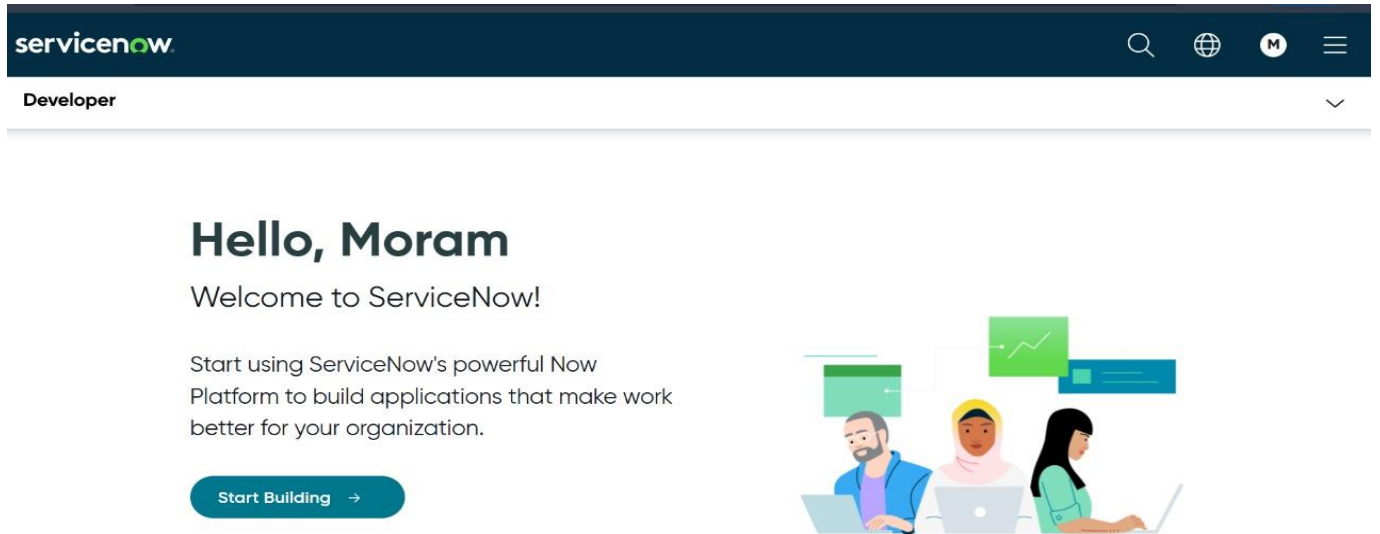 servicenow.
M
Developer
Hello, Moram
Welcome to ServiceNow!
Start using ServiceNow's powerful Now
Platform to build applications that make work
better for your organization.
Start Building →